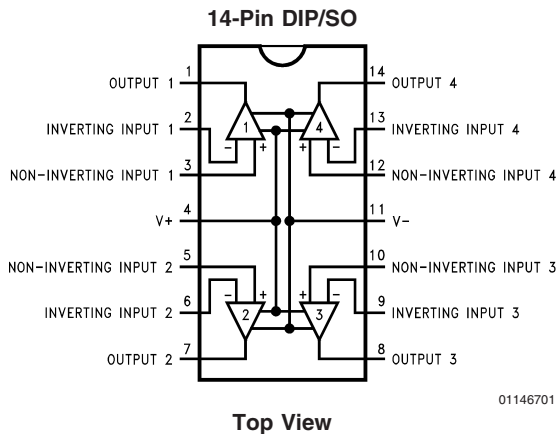 14-Pin DIP/SO
1 14
OUTPUT 1 OUTPUT 4
2 13
INVERTING INPUT 1 1 4 INVERTING INPUT 4
3 − + + − 12
NON-INVERTING INPUT 1 NON-INVERTING INPUT 4
4 11
V+ V−
5 10
NON-INVERTING INPUT 2 NON-INVERTING INPUT 3
6 − + + − 9
INVERTING INPUT 2 2 3 INVERTING INPUT 3
7 8
OUTPUT 2 OUTPUT 3
01146701
Top View